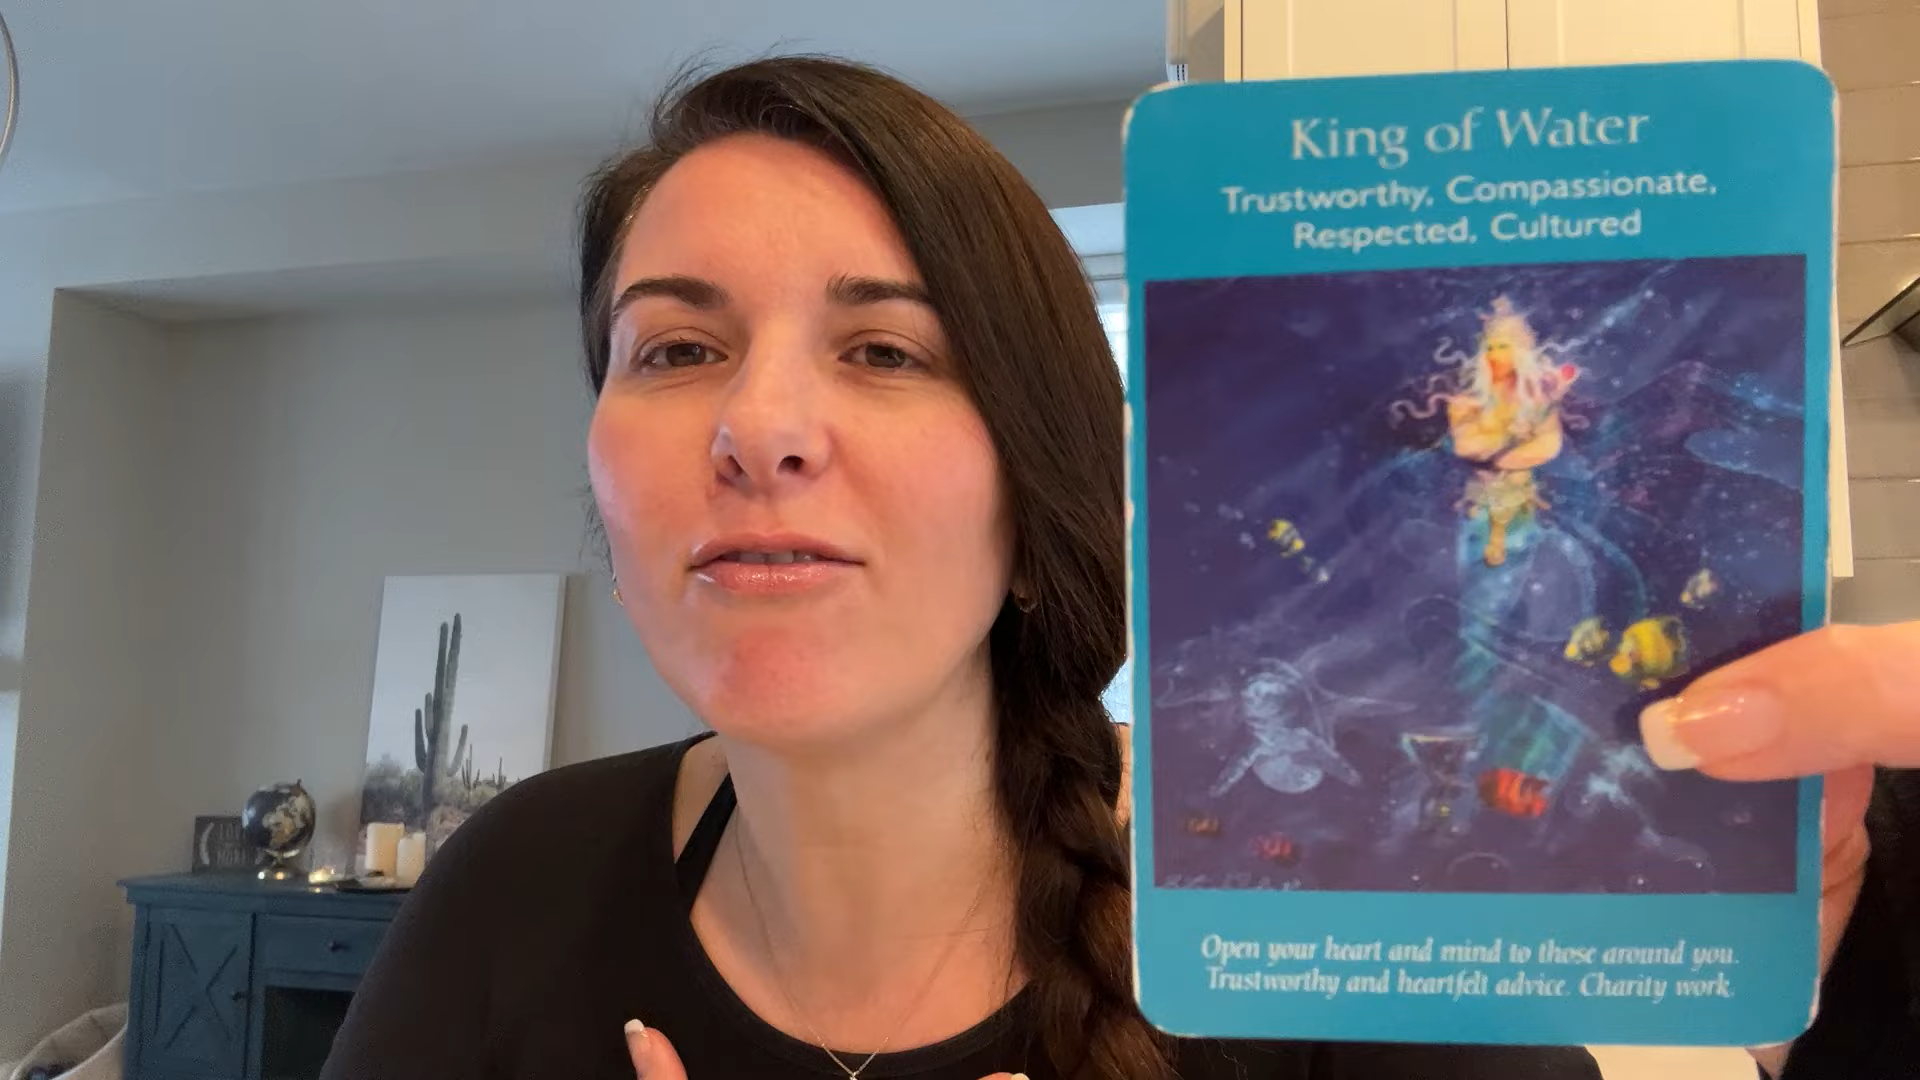 King of Water
Trustworthy, Compassionate,
Respected, Cultured
Open your heart and mind to those around you.
Trustworthy and heartfelt advice. Charity work.
MORE